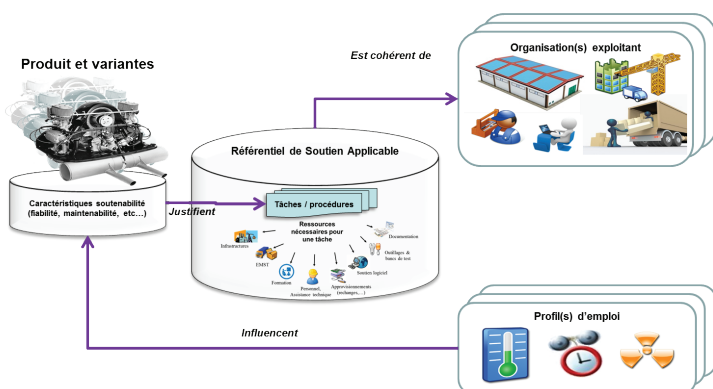 Est cohérent de
Organisation(s) exploitant
Produit et variantes
Référentiel de Soutien Applicable
Caractéristiques soutenabilité
(fiabilité, maintenabilité, etc...)
Justifient
Tâches / procédures
Ressources
nécessaires pour
une tâche
Documentation
Infrastructures
Outillages &
bancs de test
EMST
Soutien logiciel
Formation
Personnel,
Assistance technique
Approvisionnements
(rechanges,...)
Influencent
Profil(s) d'emploi